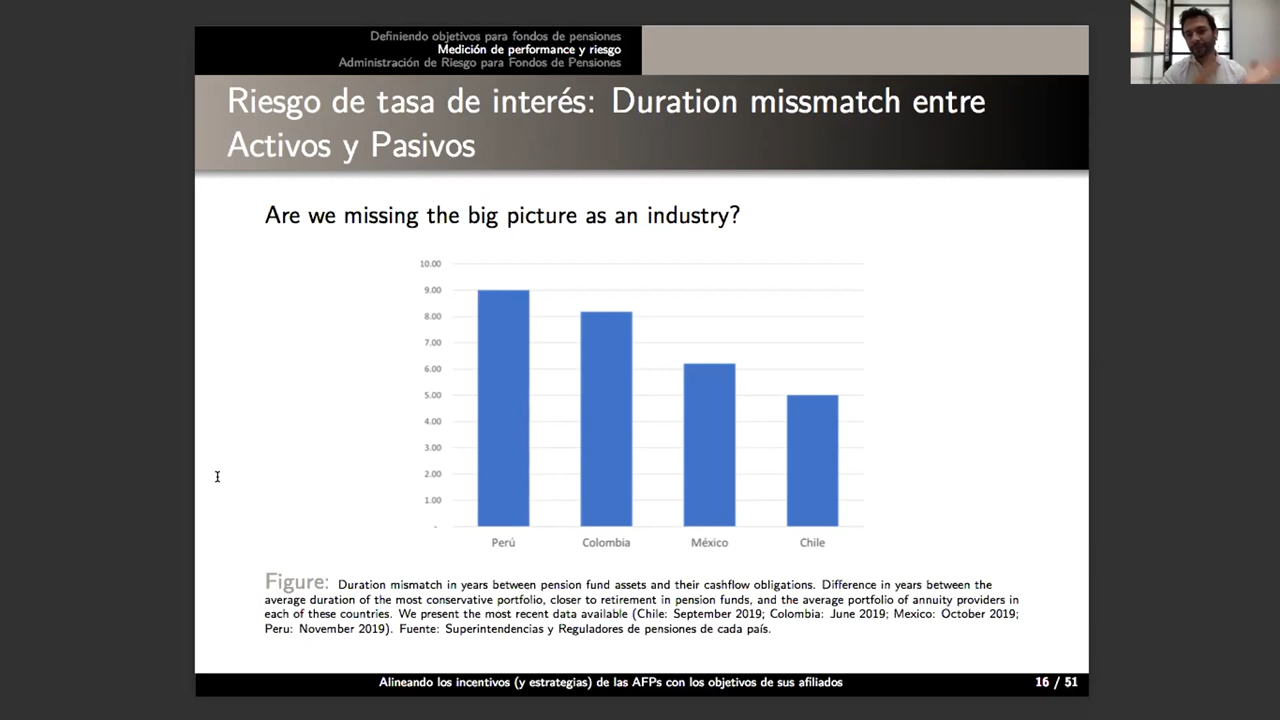 Definiendo objetivos para fondos de pensiones
Medición de performance y riesgo
Administración de Riesgo para Fondos de Pensiones
Riesgo de tasa de interés: Duration missmatch entre
Activos y Pasivos
Are we missing the big picture as an industry?
10.00
9.00
8.00
7.00
6.00
5.00
4.00
3.00
2.00
1.00
-
Perú Colombia México Chile
Figure: Duration mismatch in years between pension fund assets and their cashflow obligations. Difference in years between the
average duration of the most conservative portfolio, closer to retirement in pension funds, and the average portfolio of annuity providers in
each of these countries. We present the most recent data available (Chile: September 2019; Colombia: June 2019; Mexico: October 2019;
Peru: November 2019). Fuente: Superintendencias y Reguladores de pensiones de cada país.
Alineando los incentivos (y estrategias) de las AFPs con los objetivos de sus afiliados 16 / 51